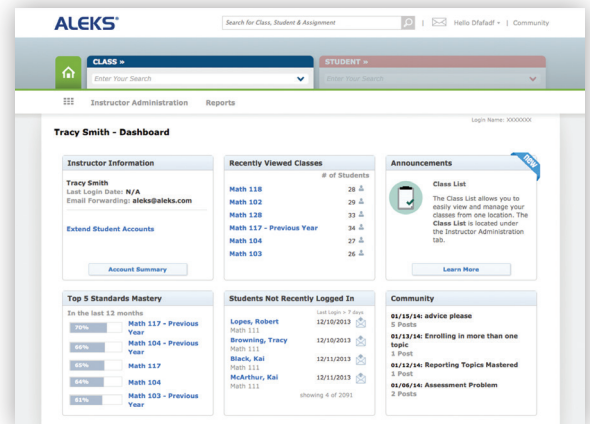 ALEKS®
Search for Class, Student & Assignment
Hello Dfafadf
Community
CLASS »
Enter Your Search
STUDENT »
Enter Your Search
Instructor Administration
Reports
Login Name: XXXXXXX
Tracy Smith - Dashboard
Instructor Information
Tracy Smith
Last Login Date: N/A
Email Forwarding: aleks@aleks.com
Extend Student Accounts
Account Summary
Recently Viewed Classes
# of Students
Math 118 28
Math 102 29
Math 128 33
Math 117 - Previous Year 34
Math 104 27
Math 103 26
Announcements
new
Class List
The Class List allows you to
easily view and manage your
classes from one location. The
Class List is located under
the Instructor Administration
tab.
Learn More
Top 5 Standards Mastery
In the last 12 months
70% Math 117 - Previous
Year
66% Math 104 - Previous
Year
65% Math 117
64% Math 104
61% Math 103 - Previous
Year
Students Not Recently Logged In
Last Login > 7 days
Lopes, Robert 12/10/2013
Math 111
Browning, Tracy 12/10/2013
Math 111
Black, Kai 12/11/2013
Math 111
McArthur, Kai 12/11/2013
Math 111
showing 4 of 2091
Community
01/15/14: advice please
5 Posts
01/13/14: Enrolling in more than one
topic
1 Post
01/12/14: Reporting Topics Mastered
1 Post
01/06/14: Assessment Problem
2 Posts